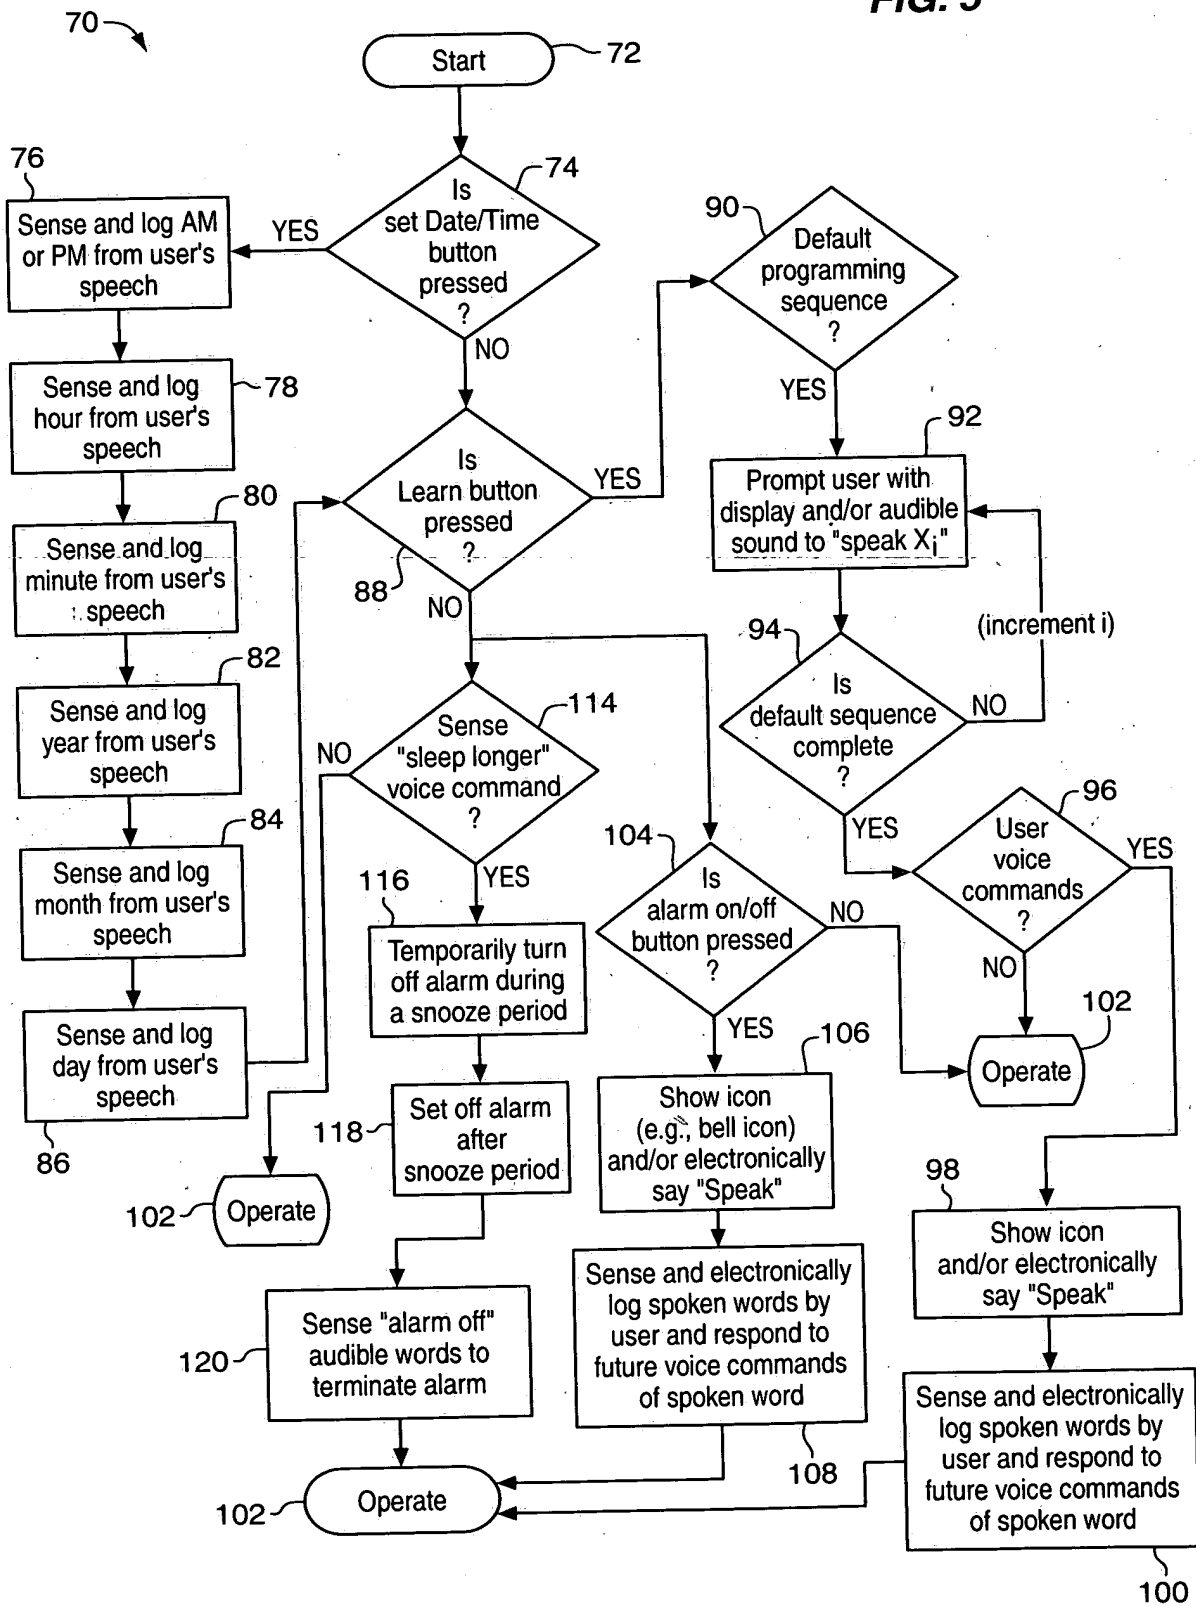 FIG. 5
70
Start
72
74
Is
set Date/Time
button
pressed
?
YES
NO
76
Sense and log AM
or PM from user's
speech
Sense and log
hour from user's
speech
78
80
Sense and log
minute from user's
speech
82
Sense and log
year from user's
speech
84
Sense and log
month from user's
speech
Sense and log
day from user's
speech
86
Is
Learn button
pressed
?
88
YES
NO
90
Default
programming
sequence
?
YES
92
Prompt user with
display and/or audible
sound to "speak Xi"
(increment i)
94
Is
default sequence
complete
?
NO
YES
96
User
voice
commands
?
YES
NO
102
Operate
98
Show icon
and/or electronically
say "Speak"
Sense and electronically
log spoken words by
user and respond to
future voice commands
of spoken word
100
114
Sense
"sleep longer"
voice command
?
NO
YES
102
Operate
116
Temporarily turn
off alarm during
a snooze period
118
Set off alarm
after
snooze period
120
Sense "alarm off"
audible words to
terminate alarm
104
Is
alarm on/off
button pressed
?
NO
YES
106
Show icon
(e.g., bell icon)
and/or electronically
say "Speak"
Sense and electronically
log spoken words by
user and respond to
future voice commands
of spoken word
108
102
Operate